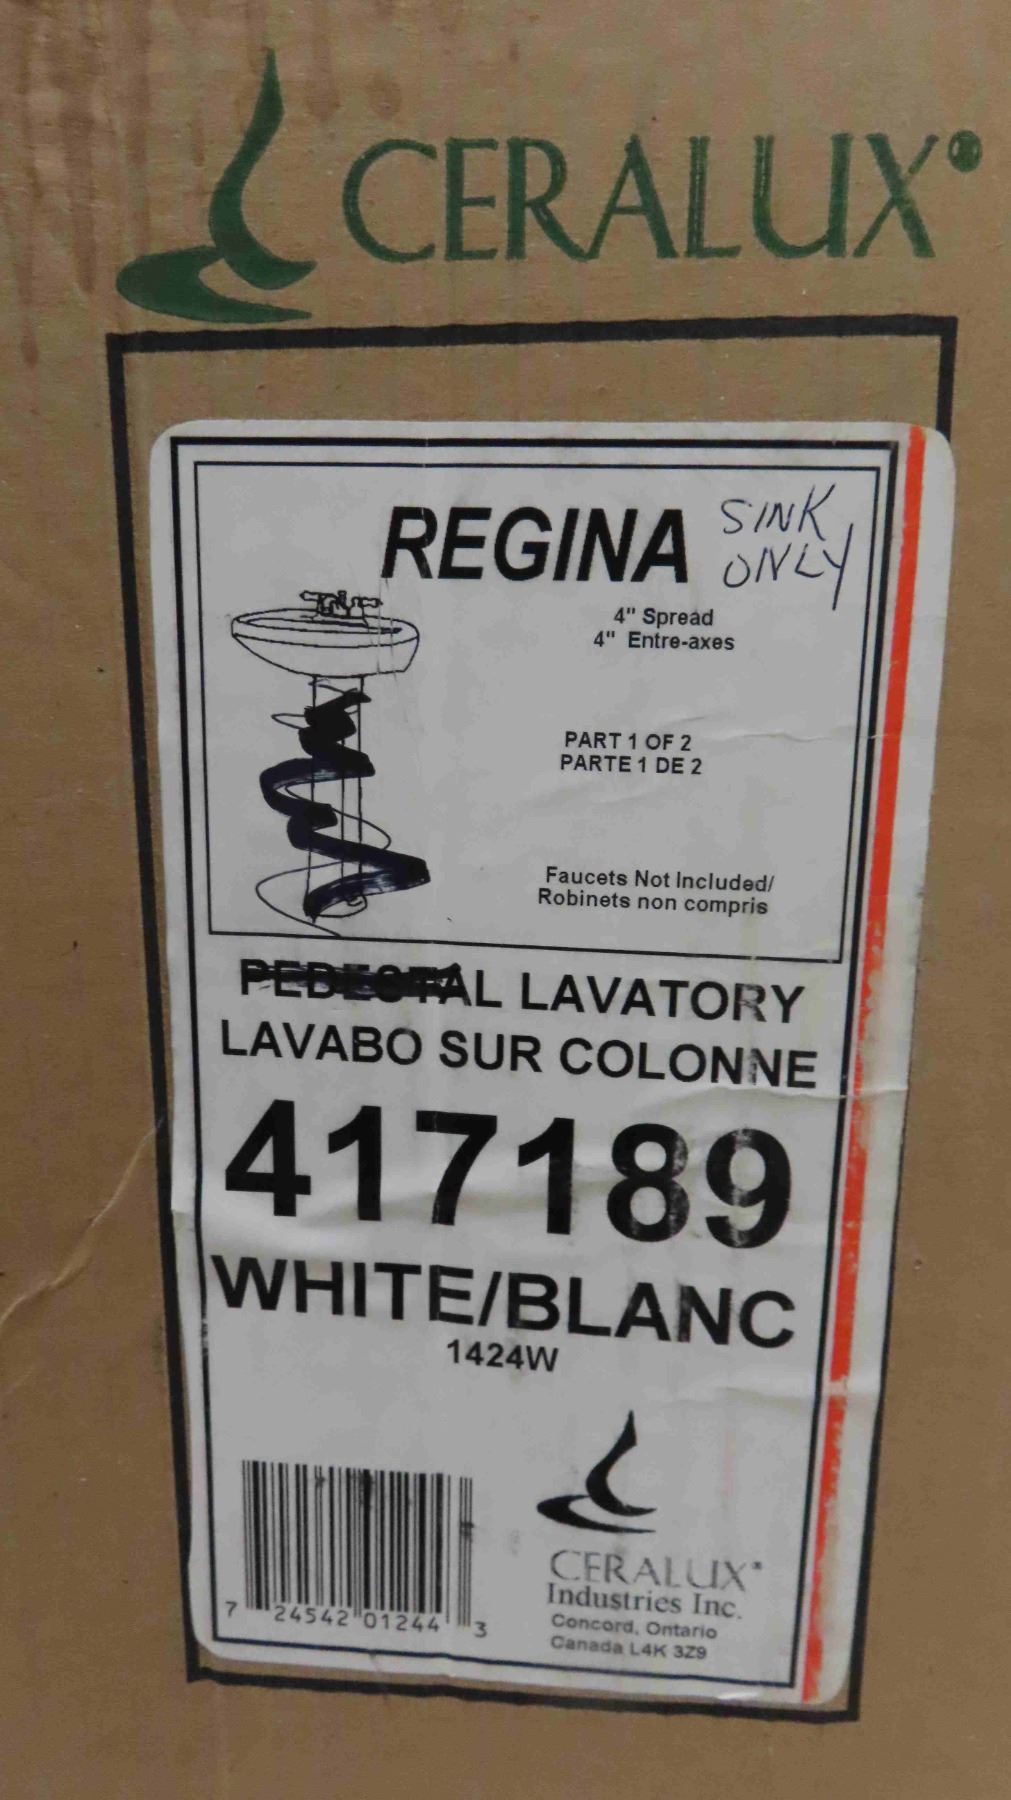 CERALUX®
REGINA
SINK
ONLY
4" Spread
4" Entre-axes
PART 1 OF 2
PARTE 1 DE 2
Faucets Not Included/
Robinets non compris
PEDESTAL LAVATORY
LAVABO SUR COLONNE
417189
WHITE/BLANC
1424W
7 24542 01244 3
CERALUX®
Industries Inc.
Concord, Ontario
Canada L4K 3Z9